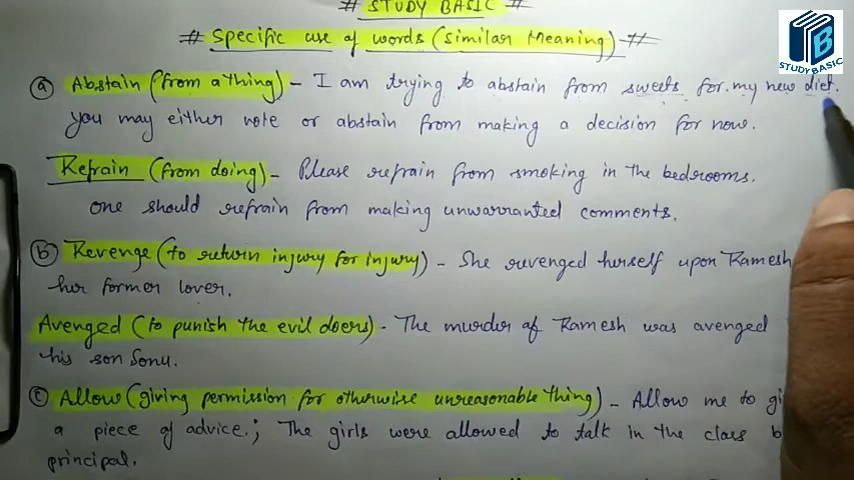 # STUDY BASIC #
# Specific use of words (similar Meaning) #
STUDY BASIC
(a) Abstain (from a thing) - I am trying to abstain from sweets for my new diet.
You may either vote or abstain from making a decision for now.
Refrain (from doing) - Please refrain from smoking in the bedrooms.
One should refrain from making unwarranted comments.
(b) Revenge (to return injury for injury) - She revenged herself upon Ramesh
her former lover.
Avenged (to punish the evil doers) - The murder of Ramesh was avenged
his son Sonu.
(c) Allow (giving permission for otherwise unreasonable thing) - Allow me to gi
a piece of advice.; The girls were allowed to talk in the class b
principal.